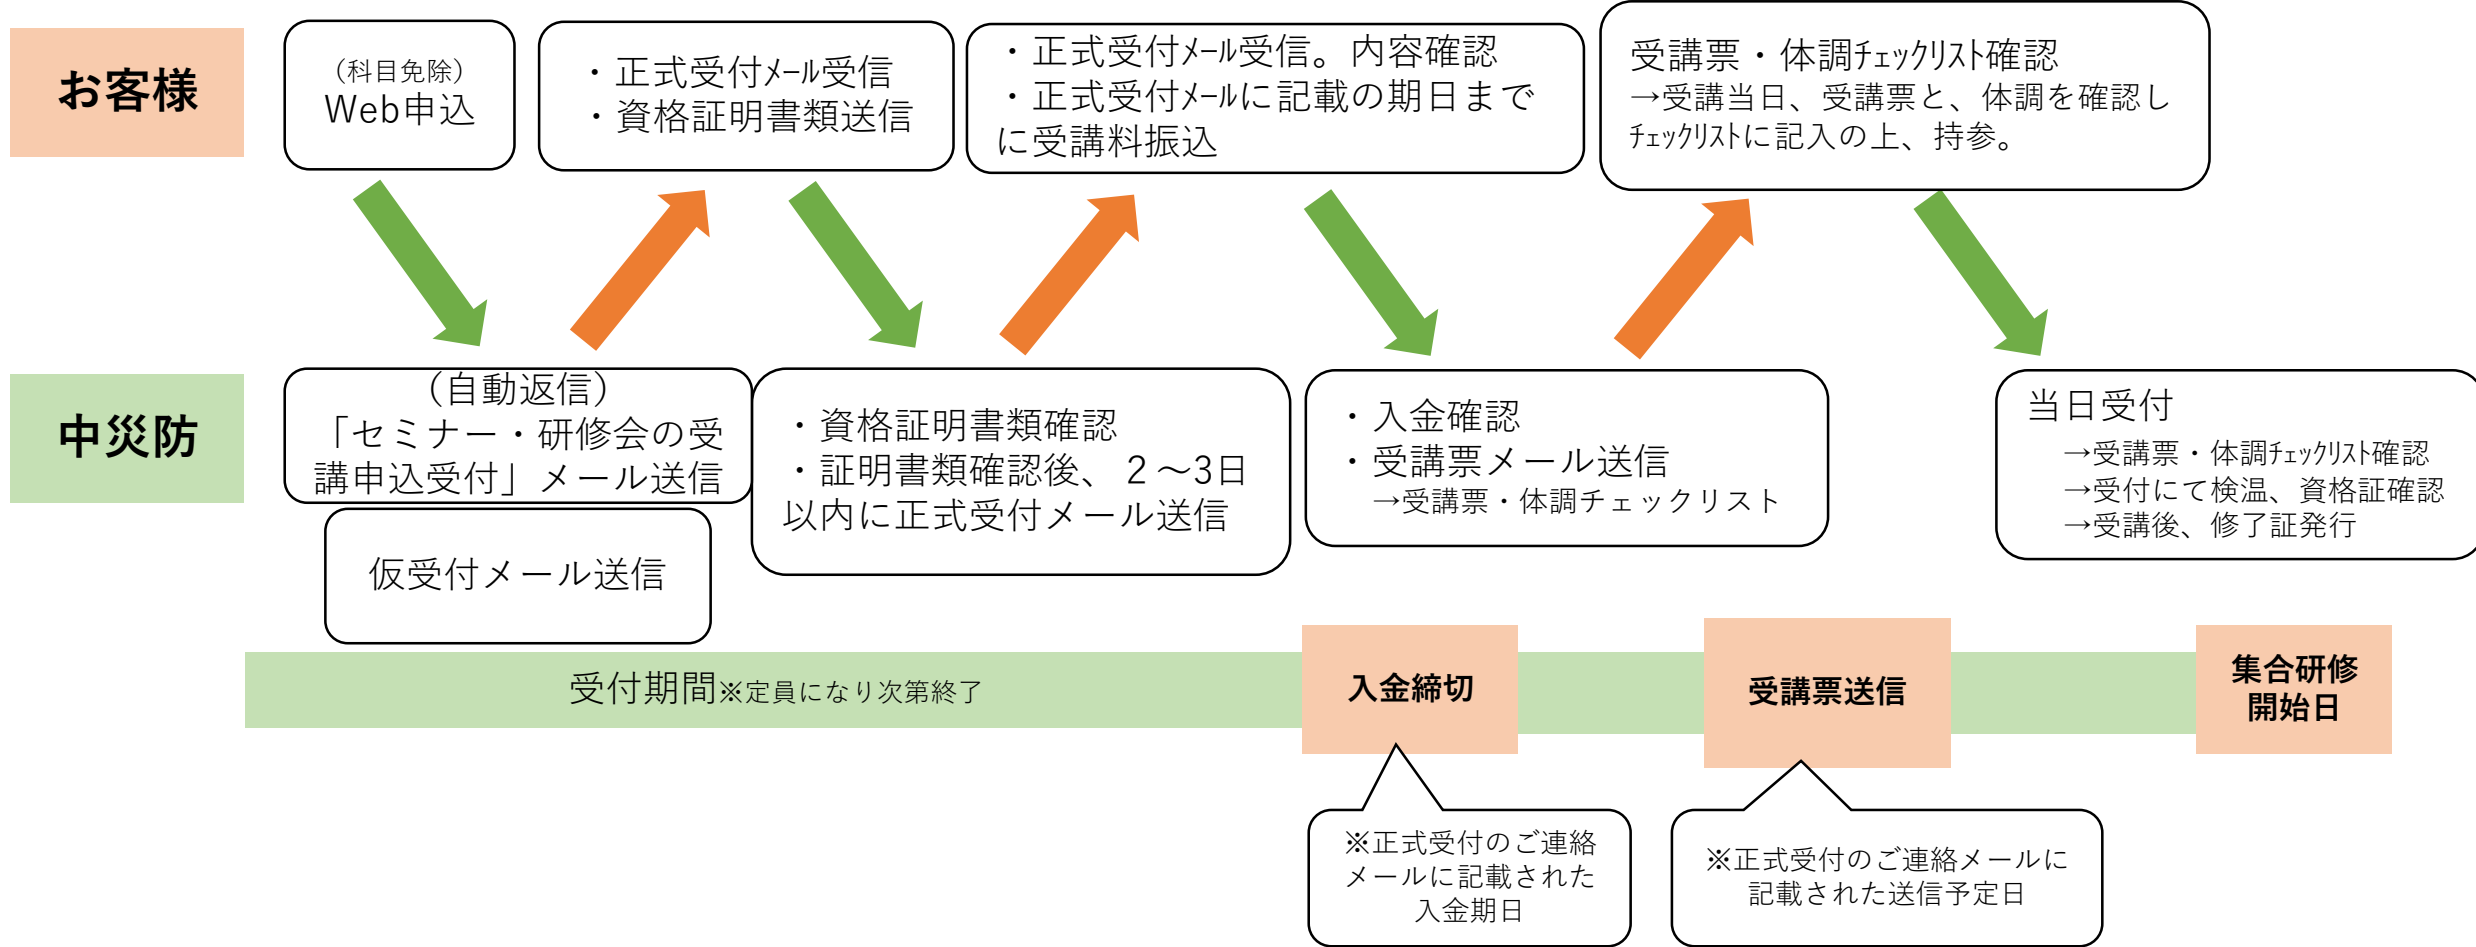 お客様
（科目免除）
Web申込
・正式受付ﾒｰﾙ受信
・資格証明書類送信
・正式受付ﾒｰﾙ受信。内容確認
・正式受付ﾒｰﾙに記載の期日まで
に受講料振込
受講票・体調ﾁｪｯｸﾘｽﾄ確認
→受講当日、受講票と、体調を確認し
ﾁｪｯｸﾘｽﾄに記入の上、持参。
中災防
（自動返信）
「セミナー・研修会の受
講申込受付」メール送信
仮受付メール送信
・資格証明書類確認
・証明書類確認後、２～3日
以内に正式受付メール送信
・入金確認
・受講票メール送信
→受講票・体調チェックリスト
当日受付
→受講票・体調ﾁｪｯｸﾘｽﾄ確認
→受付にて検温、資格証確認
→受講後、修了証発行
受付期間※定員になり次第終了
入金締切
受講票送信
集合研修
開始日
※正式受付のご連絡
メールに記載された
入金期日
※正式受付のご連絡メールに
記載された送信予定日